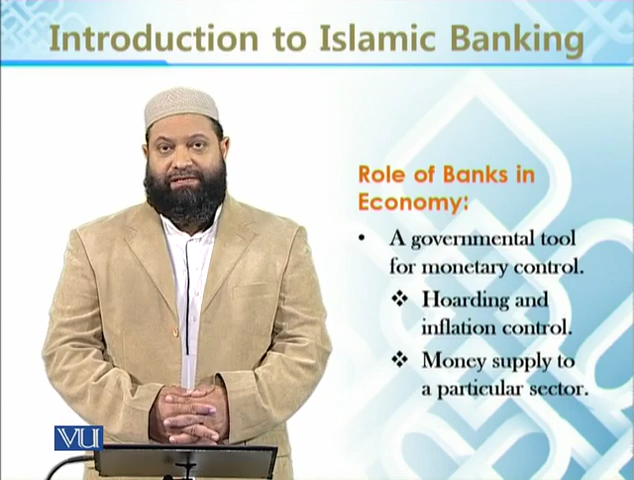 Introduction to Islamic Banking
Role of Banks in
Economy:
• A governmental tool
for monetary control.
❖ Hoarding and
inflation control.
❖ Money supply to
a particular sector.
VU